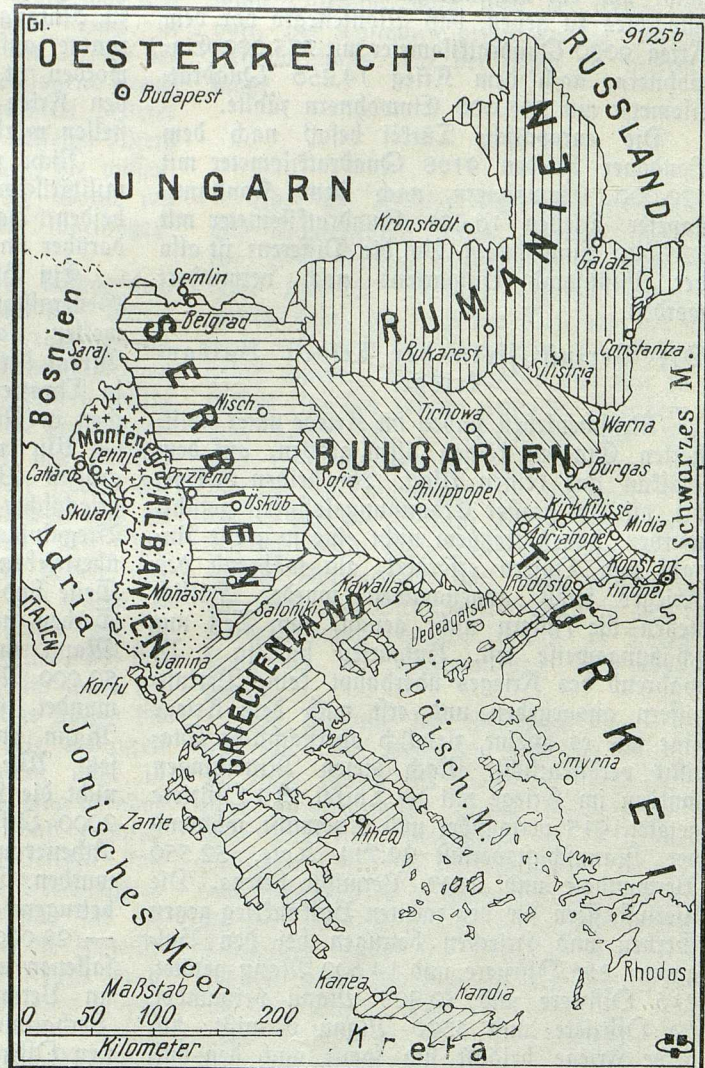 Gl.
9125b
OESTERREICH-
Budapest
UNGARN
RUSSLAND
Kronstadt
RUMÄNIEN
Galatz
Semlin
Belgrad
Bosnien
Saraj.
SERBIEN
Bukarest
Silistria
Constantza
Schwarzes M.
Nisch
Tirnowa
Warna
Montenegro
Cetinje
BULGARIEN
Sofia
Burgas
Cattaro
Prizrend
Philippopel
Skutari
Üsküb
Kirkkilisse
Adrianopel
Midia
Adria
ALBANIEN
Konstan-
tinopel
TÜRKEI
Rodosto
Monastir
Kawalla
Saloniki
Dedeagatsch
ITALIEN
Janina
GRIECHENLAND
Korfu
Ägäisch M.
Smyrna
Zante
Athen
Jonisches Meer
Rhodos
Kanea
Kandia
Kreta
Maßstab
0 50 100 200
Kilometer